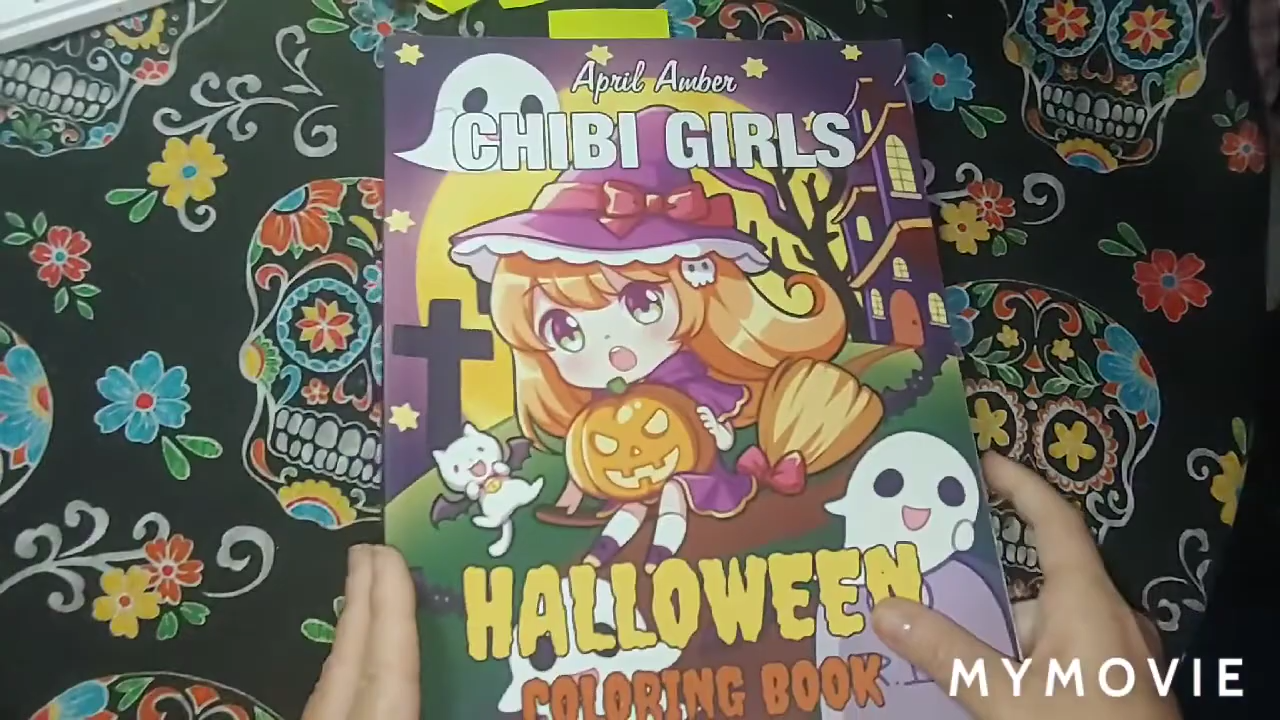 April Amber
CHIBI GIRLS
HALLOWEEN
COLORING BOOK
MYMOVIE